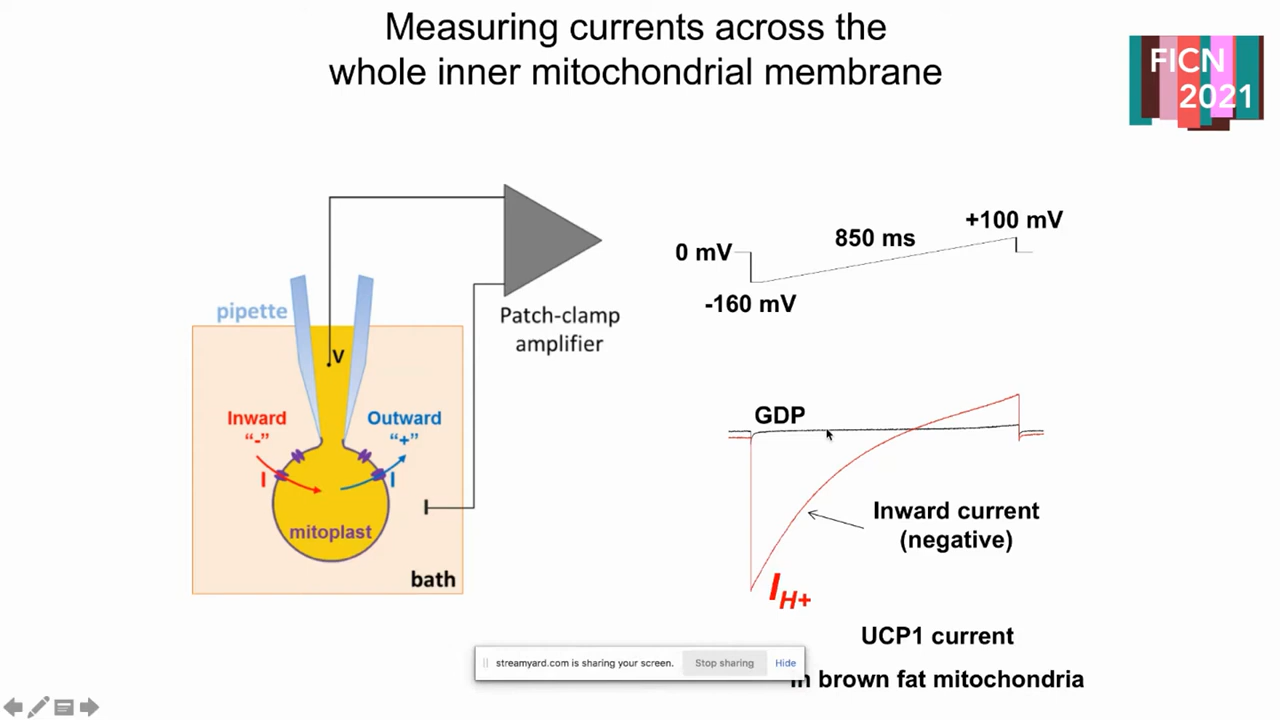 Measuring currents across the
whole inner mitochondrial membrane
FICN
2021
pipette
V
Inward
“-”
I
Outward
“+”
I
mitoplast
bath
Patch-clamp
amplifier
0 mV
850 ms
+100 mV
-160 mV
GDP
Inward current
(negative)
IH+
UCP1 current
in brown fat mitochondria
streamyard.com is sharing your screen.
Stop sharing
Hide